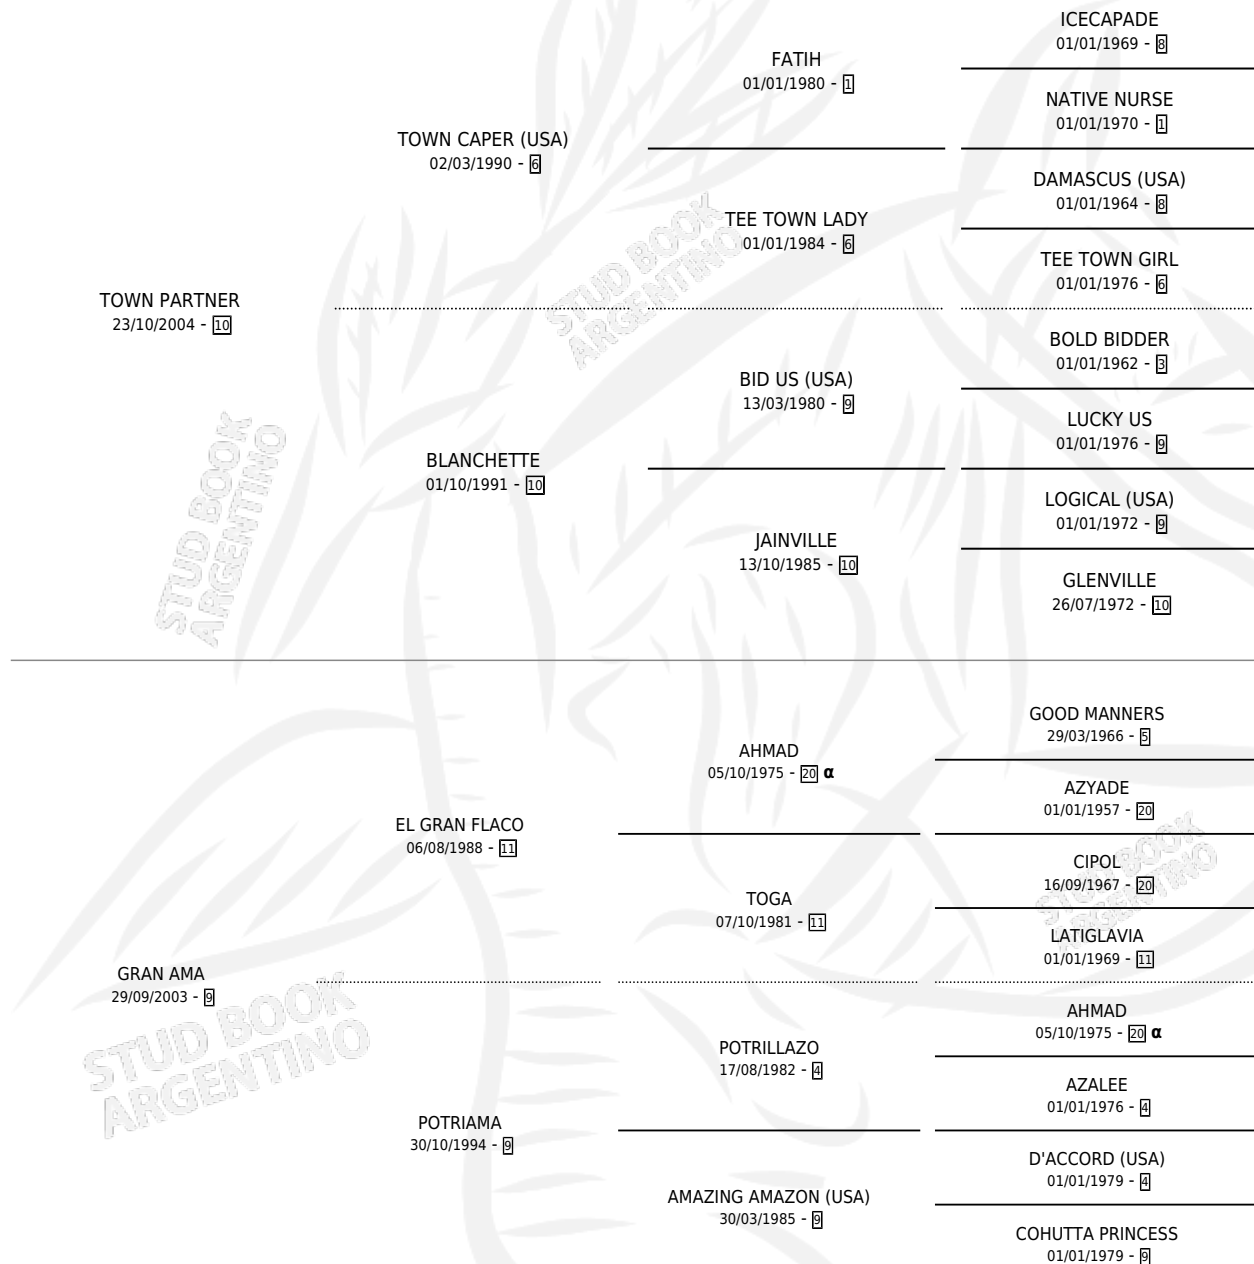 ICECAPADE
01/01/1969 - 8
FATIH
01/01/1980 - 1
NATIVE NURSE
01/01/1970 - 1
TOWN CAPER (USA)
02/03/1990 - 6
DAMASCUS (USA)
01/01/1964 - 8
TEE TOWN LADY
01/01/1984 - 6
TEE TOWN GIRL
01/01/1976 - 6
TOWN PARTNER
23/10/2004 - 10
BOLD BIDDER
01/01/1962 - 3
BID US (USA)
13/03/1980 - 9
LUCKY US
01/01/1976 - 9
BLANCHETTE
01/10/1991 - 10
LOGICAL (USA)
01/01/1972 - 9
JAINVILLE
13/10/1985 - 10
GLENVILLE
26/07/1972 - 10
GOOD MANNERS
29/03/1966 - 5
AHMAD
05/10/1975 - 20 α
AZYADE
01/01/1957 - 20
EL GRAN FLACO
06/08/1988 - 11
CIPOL
16/09/1967 - 20
TOGA
07/10/1981 - 11
LATIGLAVIA
01/01/1969 - 11
GRAN AMA
29/09/2003 - 9
AHMAD
05/10/1975 - 20 α
POTRILLAZO
17/08/1982 - 4
AZALEE
01/01/1976 - 4
POTRIAMA
30/10/1994 - 9
D'ACCORD (USA)
01/01/1979 - 4
AMAZING AMAZON (USA)
30/03/1985 - 9
COHUTTA PRINCESS
01/01/1979 - 9
STUD BOOK
ARGENTINO
STUD BOOK
ARGENTINO
STUD BOOK
ARGENTINO
STUD BOOK
ARGENTINO